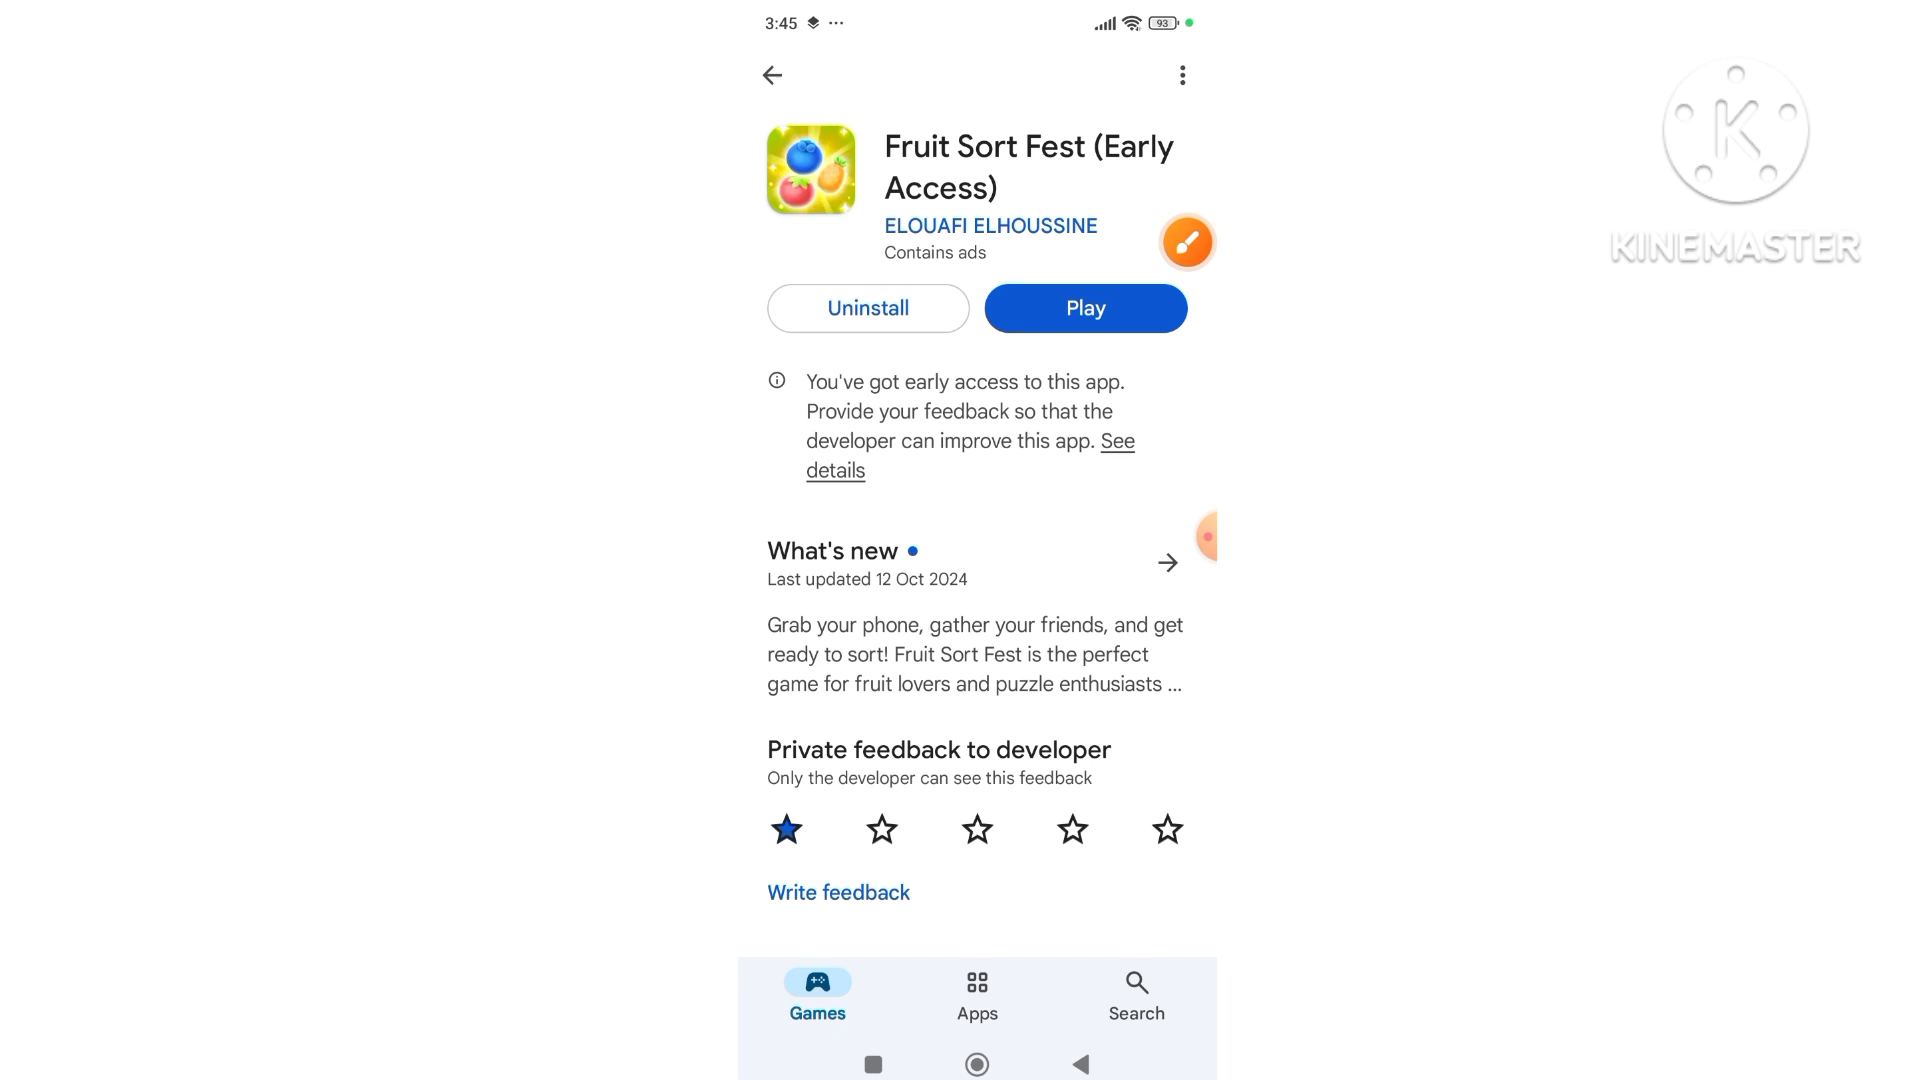 3:45
93
Fruit Sort Fest (Early
Access)
ELOUAFI ELHOUSSINE
Contains ads
Uninstall
Play
You've got early access to this app.
Provide your feedback so that the
developer can improve this app. See
details
What's new
Last updated 12 Oct 2024
Grab your phone, gather your friends, and get
ready to sort! Fruit Sort Fest is the perfect
game for fruit lovers and puzzle enthusiasts ...
Private feedback to developer
Only the developer can see this feedback
Write feedback
Games
Apps
Search
K
KINEMASTER